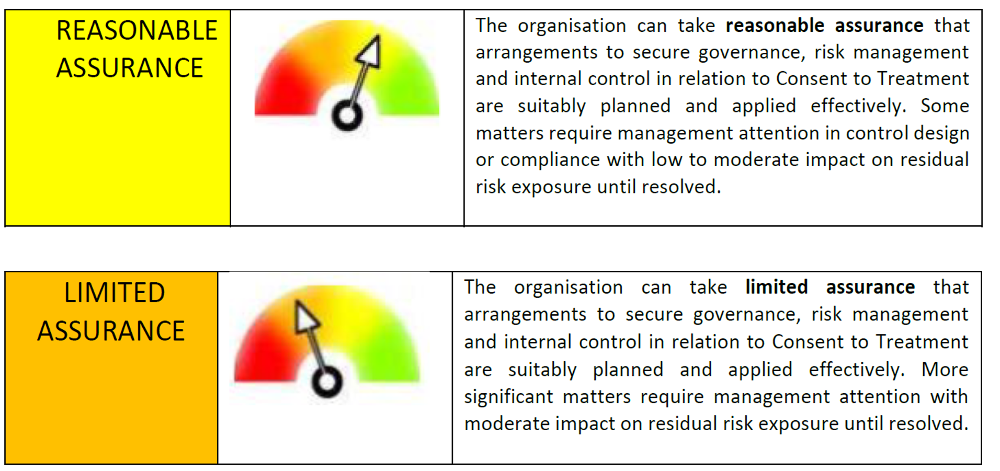 REASONABLE
ASSURANCE
The organisation can take reasonable assurance that
arrangements to secure governance, risk management
and internal control in relation to Consent to Treatment
are suitably planned and applied effectively. Some
matters require management attention in control design
or compliance with low to moderate impact on residual
risk exposure until resolved.
LIMITED
ASSURANCE
The organisation can take limited assurance that
arrangements to secure governance, risk management
and internal control in relation to Consent to Treatment
are suitably planned and applied effectively. More
significant matters require management attention with
moderate impact on residual risk exposure until resolved.